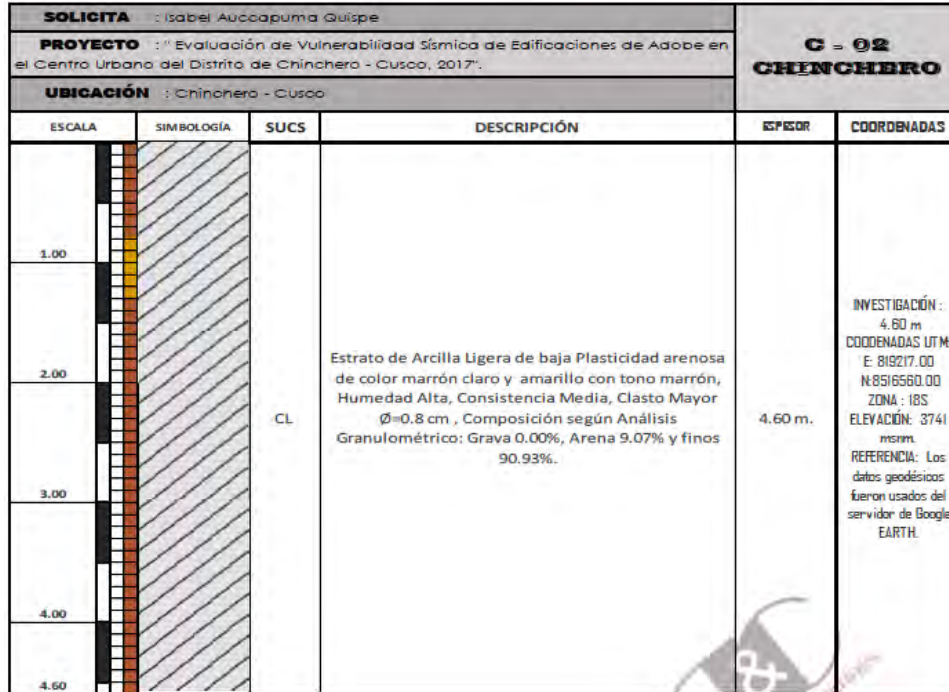 SOLICITA : Isabel Auccapuma Quispe
PROYECTO : " Evaluación de Vulnerabilidad Sísmica de Edificaciones de Adobe en
el Centro Urbano del Distrito de Chinchero - Cusco, 2017".
UBICACIÓN : Chinchero - Cusco
C - 02
CHINCHERO
ESCALA SIMBOLOGÍA SUCS DESCRIPCIÓN ESPESOR COORDENADAS
1.00
2.00
3.00
4.00
4.60
CL
Estrato de Arcilla Ligera de baja Plasticidad arenosa
de color marrón claro y amarillo con tono marrón,
Humedad Alta, Consistencia Media, Clasto Mayor
Ø=0.8 cm , Composición según Análisis
Granulométrico: Grava 0.00%, Arena 9.07% y finos
90.93%.
4.60 m.
INVESTIGACIÓN :
4.60 m
COODENADAS UTM
E: 819217.00
N:8516560.00
ZONA : 18S
ELEVACIÓN: 3741
msnm.
REFERENCIA: Los
datos geodésicos
fueron usados del
servidor de Google
EARTH.
&